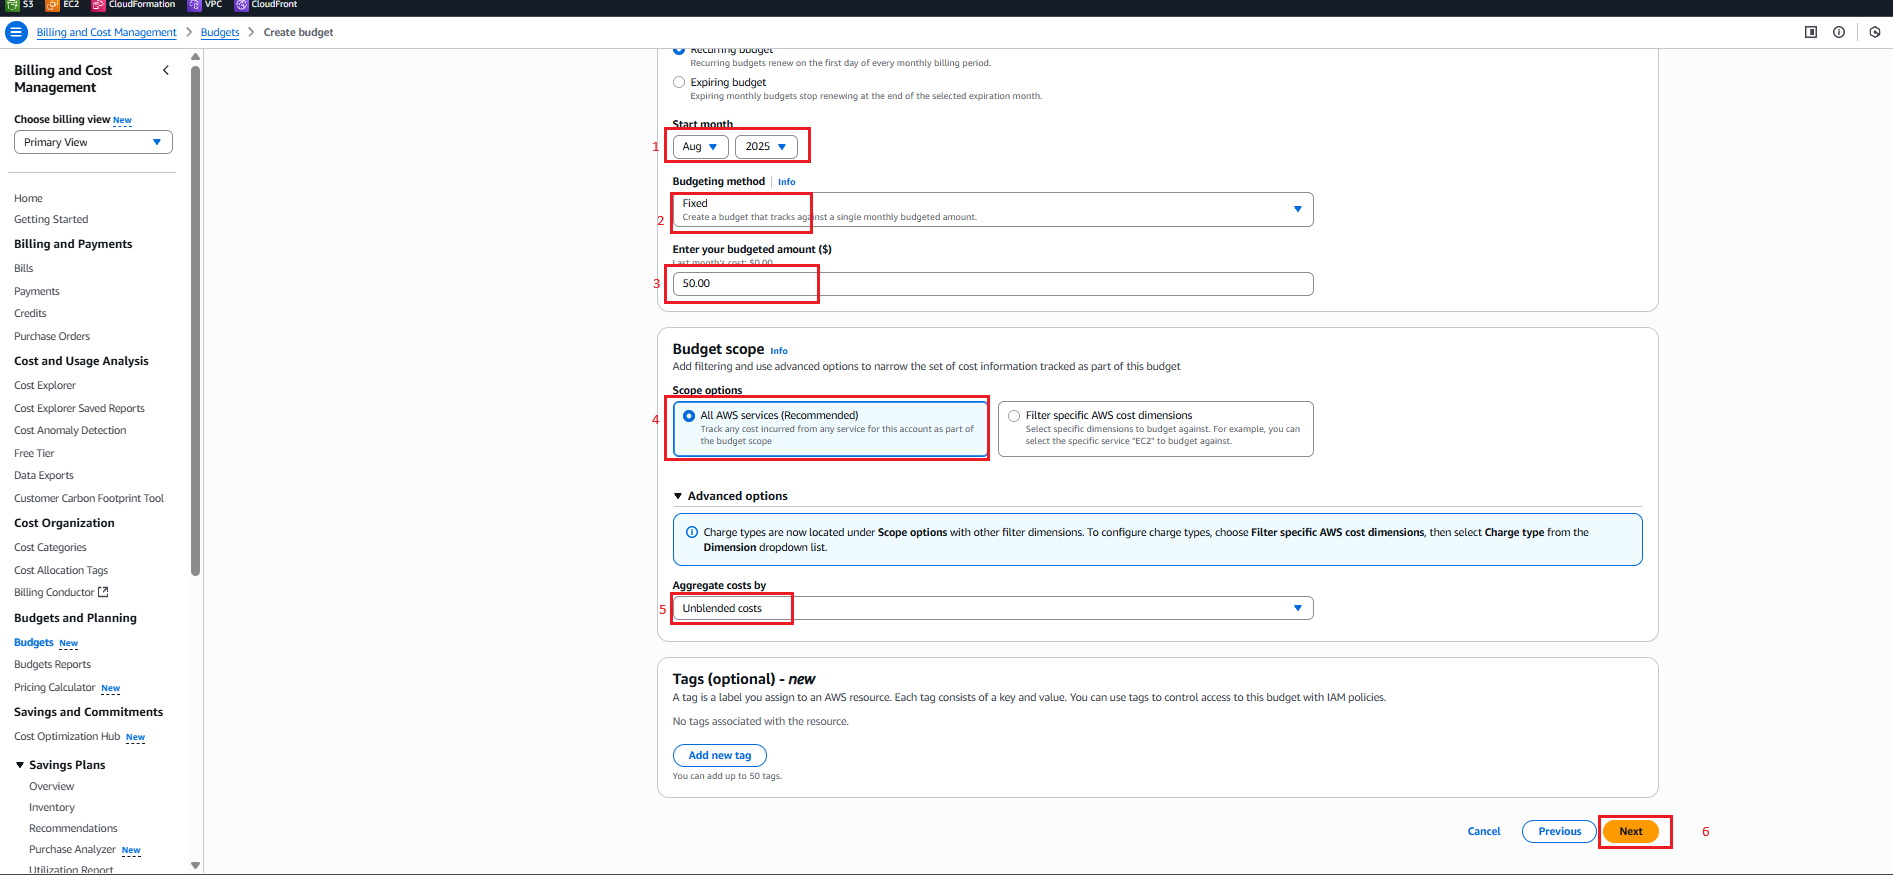 S3 EC2 CloudFormation VPC CloudFront
Billing and Cost Management > Budgets > Create budget
Billing and Cost
Management
Choose billing view New
Primary View
Home
Getting Started
Billing and Payments
Bills
Payments
Credits
Purchase Orders
Cost and Usage Analysis
Cost Explorer
Cost Explorer Saved Reports
Cost Anomaly Detection
Free Tier
Data Exports
Customer Carbon Footprint Tool
Cost Organization
Cost Categories
Cost Allocation Tags
Billing Conductor
Budgets and Planning
Budgets New
Budgets Reports
Pricing Calculator New
Savings and Commitments
Cost Optimization Hub New
Savings Plans
Overview
Inventory
Recommendations
Purchase Analyzer New
Utilization Report
Recurring budget
Recurring budgets renew on the first day of every monthly billing period.
Expiring budget
Expiring monthly budgets stop renewing at the end of the selected expiration month.
Start month
1 Aug 2025
Budgeting method Info
Fixed
2 Create a budget that tracks against a single monthly budgeted amount.
Enter your budgeted amount ($)
Last month's cost: $0.00
3 50.00
Budget scope Info
Add filtering and use advanced options to narrow the set of cost information tracked as part of this budget
Scope options
4 All AWS services (Recommended)
Track any cost incurred from any service for this account as part of
the budget scope
Filter specific AWS cost dimensions
Select specific dimensions to budget against. For example, you can
select the specific service "EC2" to budget against.
Advanced options
Charge types are now located under Scope options with other filter dimensions. To configure charge types, choose Filter specific AWS cost dimensions, then select Charge type from the
Dimension dropdown list.
Aggregate costs by
5 Unblended costs
Tags (optional) - new
A tag is a label you assign to an AWS resource. Each tag consists of a key and value. You can use tags to control access to this budget with IAM policies.
No tags associated with the resource.
Add new tag
You can add up to 50 tags.
Cancel Previous Next 6